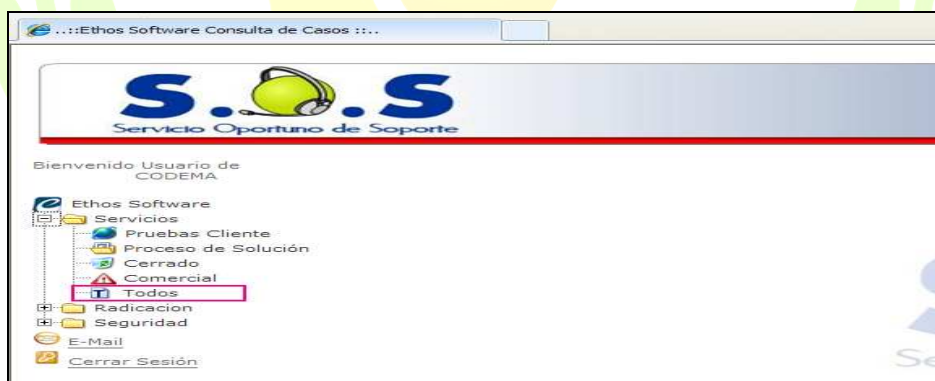 ..::Ethos Software Consulta de Casos ::..
S.O.S
Servicio Oportuno de Soporte
Bienvenido Usuario de
CODEMA
Ethos Software
Servicios
Pruebas Cliente
Proceso de Solución
Cerrado
Comercial
Todos
Radicacion
Seguridad
E-Mail
Cerrar Sesión
S
Se